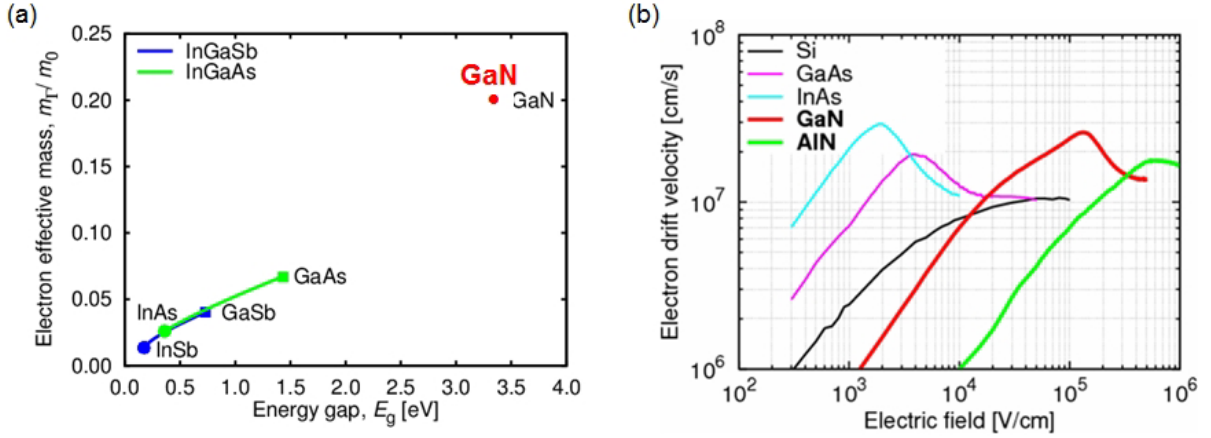 (a)
Electron effective mass, m_Γ/ m_0
0.25
0.20
0.15
0.10
0.05
0.00
InGaSb
InGaAs
GaN
GaN
GaAs
InAs
GaSb
InSb
0.0 0.5 1.0 1.5 2.0 2.5 3.0 3.5 4.0
Energy gap, E_g [eV]
(b)
Electron drift velocity [cm/s]
10^8
10^7
10^6
Si
GaAs
InAs
GaN
AlN
10^2 10^3 10^4 10^5 10^6
Electric field [V/cm]